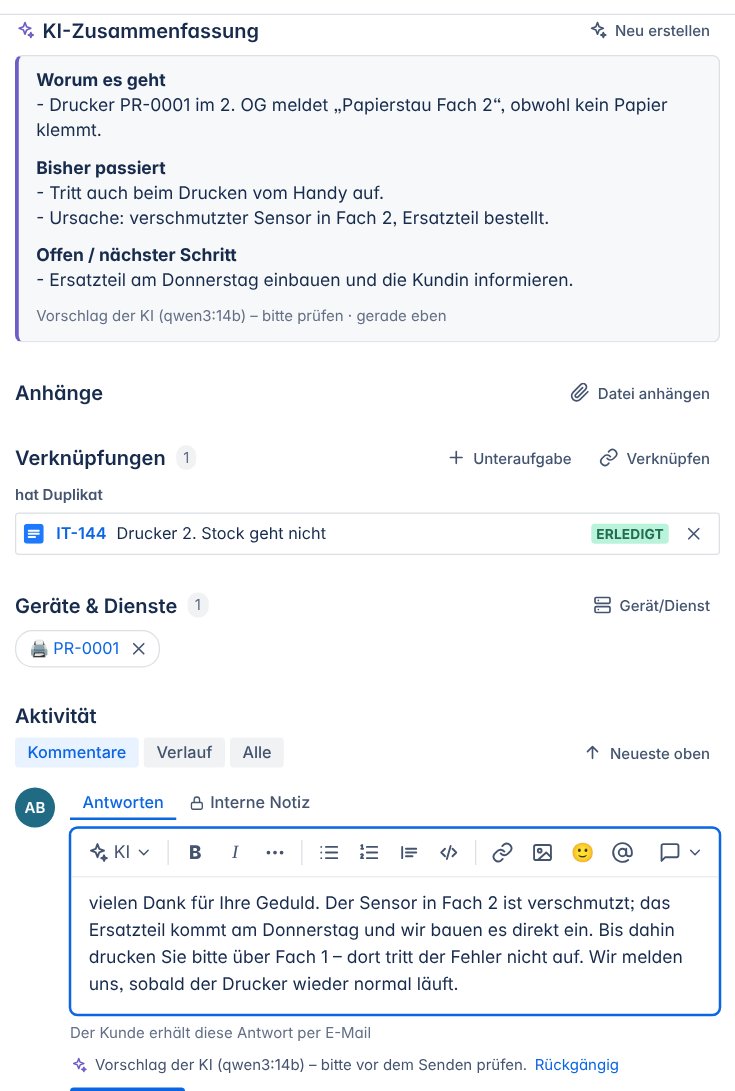 KI-Zusammenfassung
Neu erstellen
Worum es geht
- Drucker PR-0001 im 2. OG meldet „Papierstau Fach 2“, obwohl kein Papier
klemmt.
Bisher passiert
- Tritt auch beim Drucken vom Handy auf.
- Ursache: verschmutzter Sensor in Fach 2, Ersatzteil bestellt.
Offen / nächster Schritt
- Ersatzteil am Donnerstag einbauen und die Kundin informieren.
Vorschlag der KI (qwen3:14b) – bitte prüfen · gerade eben
Anhänge
Datei anhängen
Verknüpfungen 1
Unteraufgabe
Verknüpfen
hat Duplikat
IT-144 Drucker 2. Stock geht nicht ERLEDIGT
Geräte & Dienste 1
Gerät/Dienst
PR-0001
Aktivität
Kommentare Verlauf Alle
Neueste oben
AB
Antworten Interne Notiz
KI B I
vielen Dank für Ihre Geduld. Der Sensor in Fach 2 ist verschmutzt; das
Ersatzteil kommt am Donnerstag und wir bauen es direkt ein. Bis dahin
drucken Sie bitte über Fach 1 – dort tritt der Fehler nicht auf. Wir melden
uns, sobald der Drucker wieder normal läuft.
Der Kunde erhält diese Antwort per E-Mail
Vorschlag der KI (qwen3:14b) – bitte vor dem Senden prüfen. Rückgängig